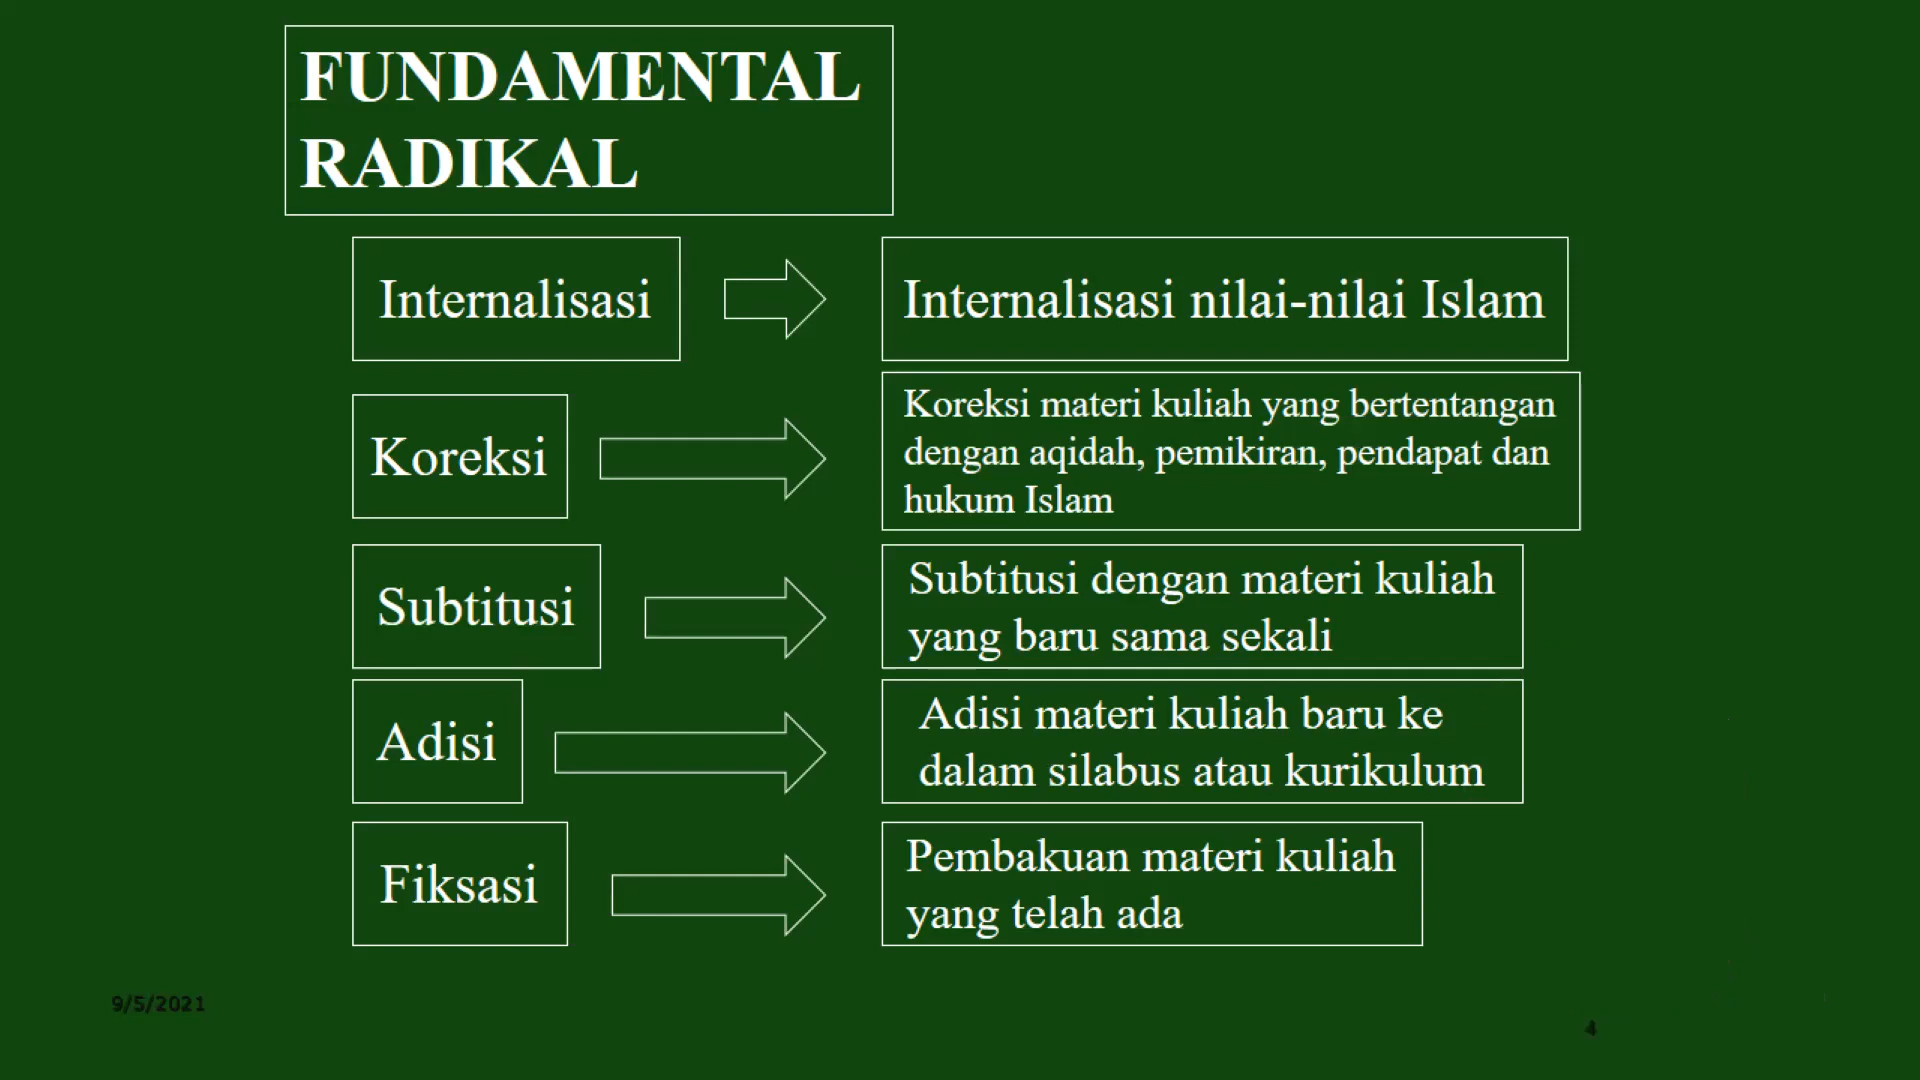 FUNDAMENTAL
RADIKAL
Internalisasi
Internalisasi nilai-nilai Islam
Koreksi
Koreksi materi kuliah yang bertentangan
dengan aqidah, pemikiran, pendapat dan
hukum Islam
Subtitusi
Subtitusi dengan materi kuliah
yang baru sama sekali
Adisi
Adisi materi kuliah baru ke
dalam silabus atau kurikulum
Fiksasi
Pembakuan materi kuliah
yang telah ada
9/5/2021
4